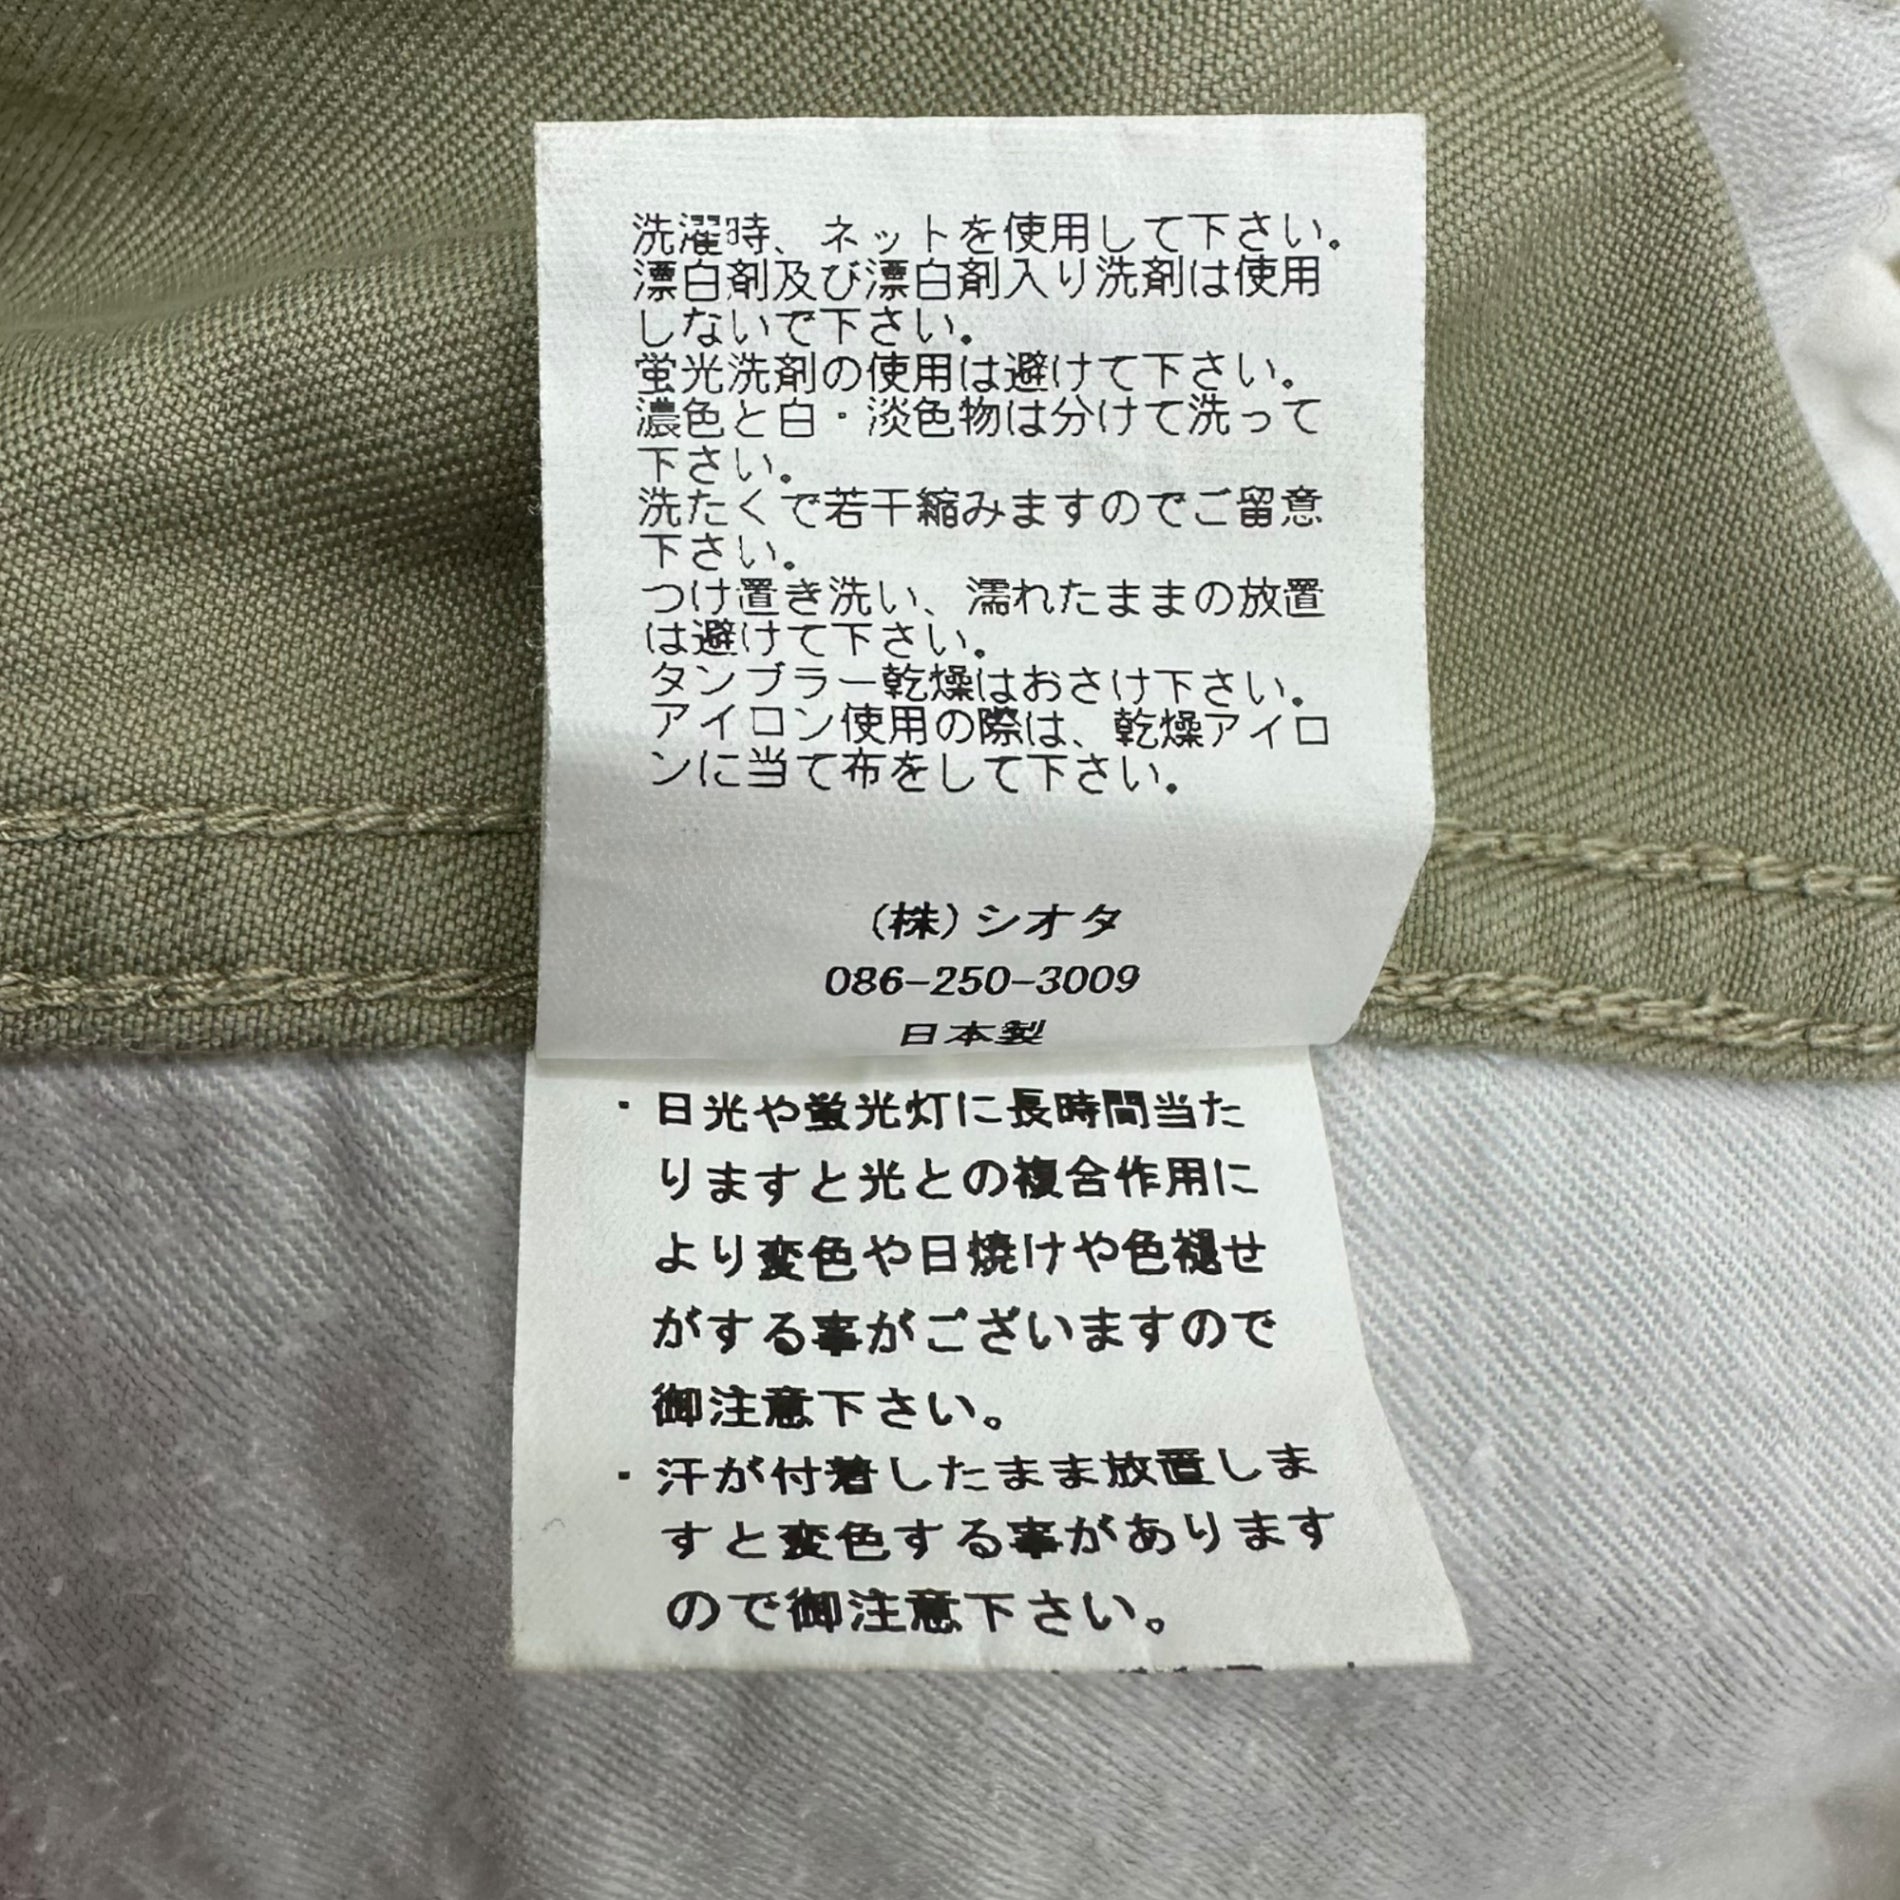 洗濯時、ネットを使用して下さい。
漂白剤及び漂白剤入り洗剤は使用
しないで下さい。
蛍光洗剤の使用は避けて下さい。
濃色と白・淡色物は分けて洗って
下さい。
洗たくで若干縮みますのでご留意
下さい。
つけ置き洗い、濡れたままの放置
は避けて下さい。
タンブラー乾燥はおさけ下さい。
アイロン使用の際は、乾燥アイロ
ンに当て布をして下さい。
(株)シオタ
086-250-3009
日本製
・日光や蛍光灯に長時間当た
りますと光との複合作用に
より変色や日焼けや色褪せ
がする事がございますので
御注意下さい。
・汗が付着したまま放置しま
すと変色する事があります
ので御注意下さい。